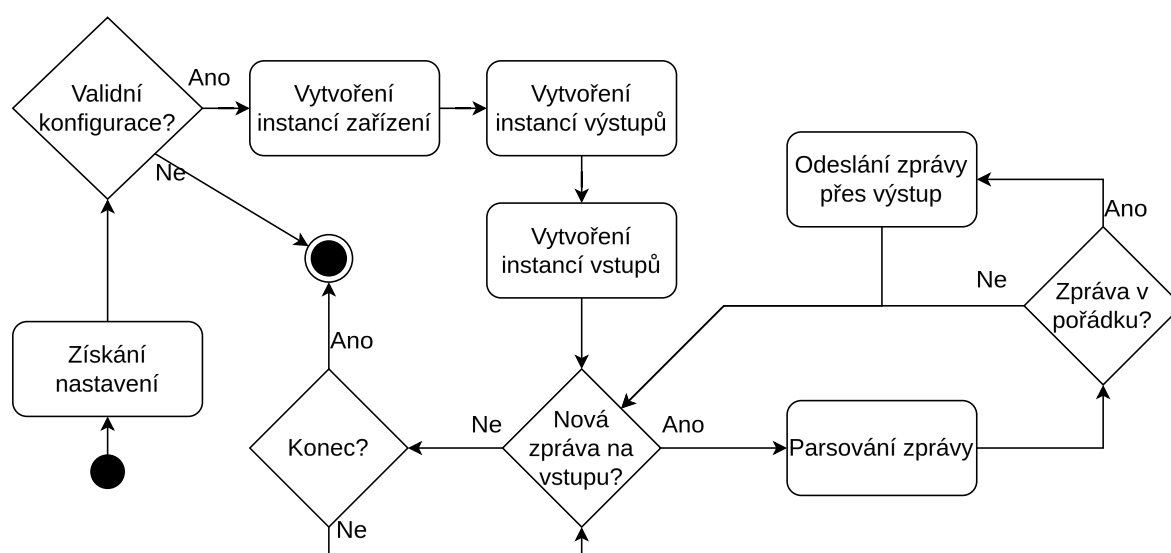 Validní
konfigurace?
Ano
Vytvoření
instancí zařízení
Vytvoření
instancí výstupů
Ne
Vytvoření
instancí vstupů
Odeslání zprávy
přes výstup
Ano
Ne
Zpráva v
pořádku?
Získání
nastavení
Ano
Konec?
Ne
Nová
zpráva na
vstupu?
Ano
Parsování zprávy
Ne